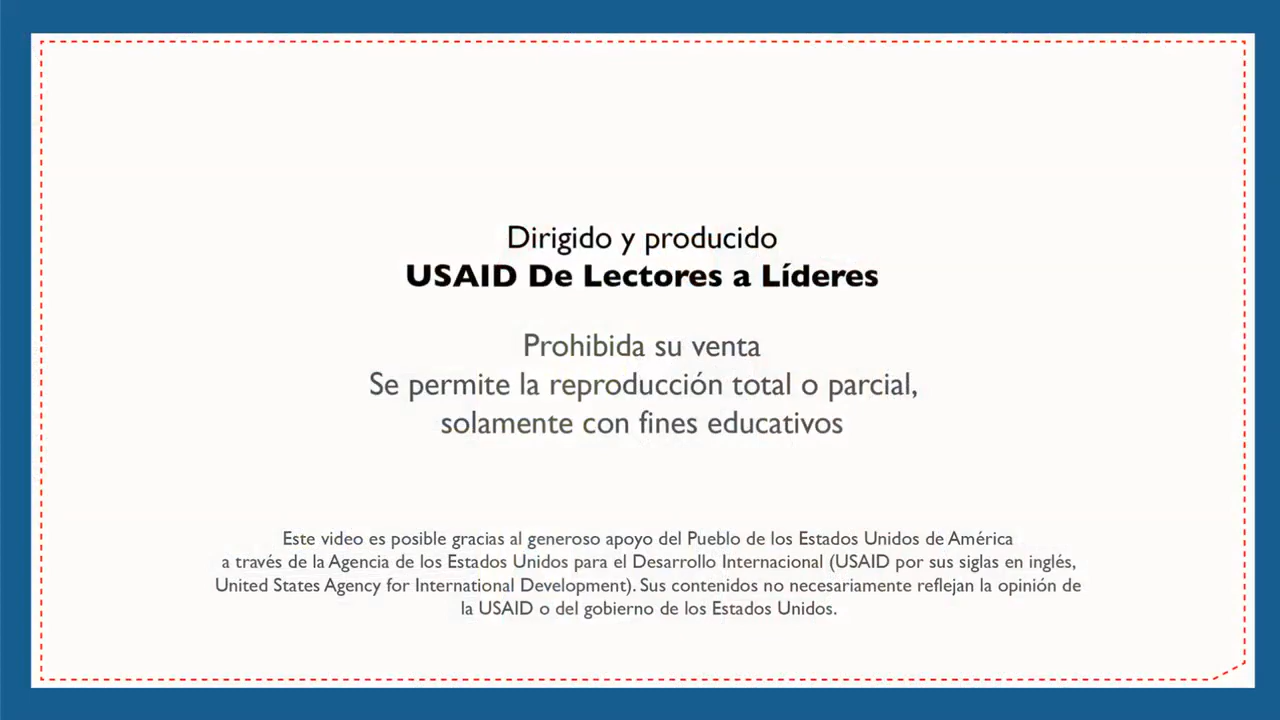 Dirigido y producido
USAID De Lectores a Líderes
Prohibida su venta
Se permite la reproducción total o parcial,
solamente con fines educativos
Este video es posible gracias al generoso apoyo del Pueblo de los Estados Unidos de América
a través de la Agencia de los Estados Unidos para el Desarrollo Internacional (USAID por sus siglas en inglés,
United States Agency for International Development). Sus contenidos no necesariamente reflejan la opinión de
la USAID o del gobierno de los Estados Unidos.